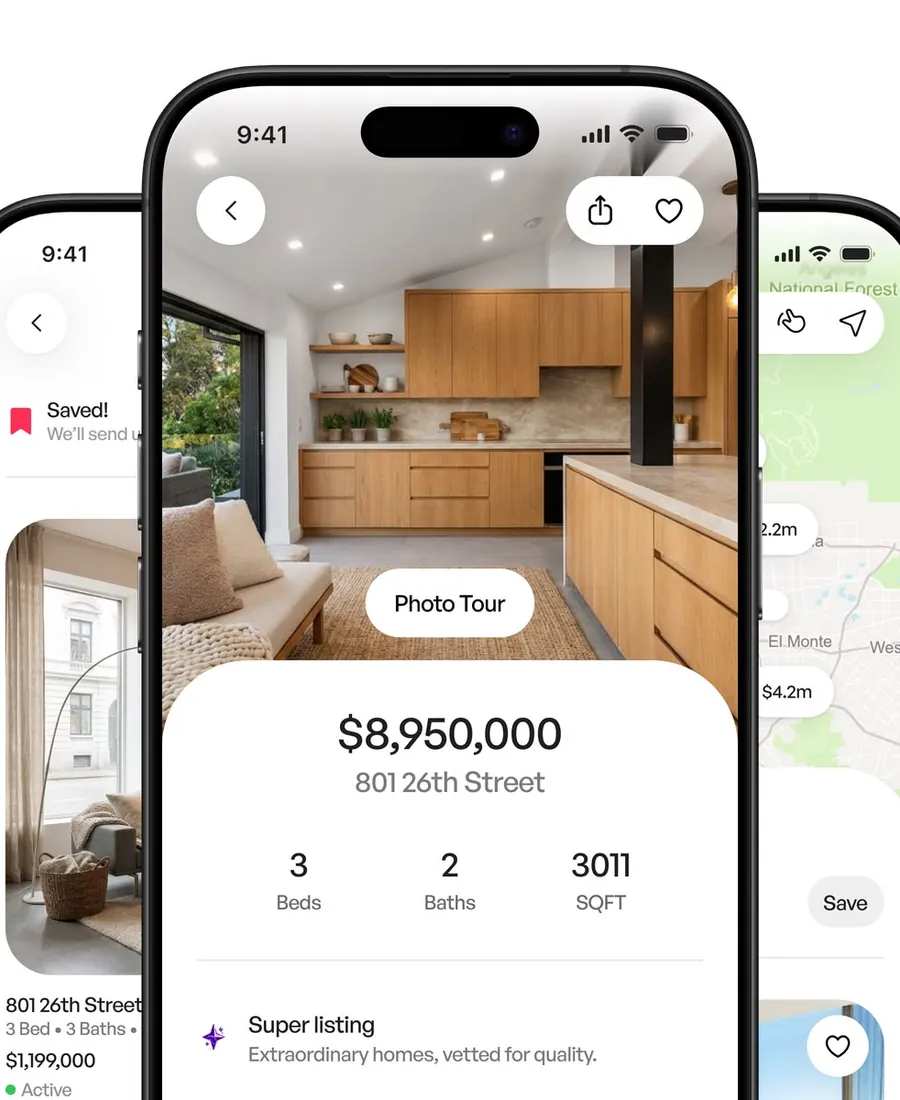 9:41
Photo Tour
$8,950,000
801 26th Street
3
Beds
2
Baths
3011
SQFT
Super listing
Extraordinary homes, vetted for quality.
9:41
Saved!
We'll send
801 26th Street
3 Bed • 3 Baths •
$1,199,000
Active
National Forest
2.2m
El Monte
$4.2m
Save